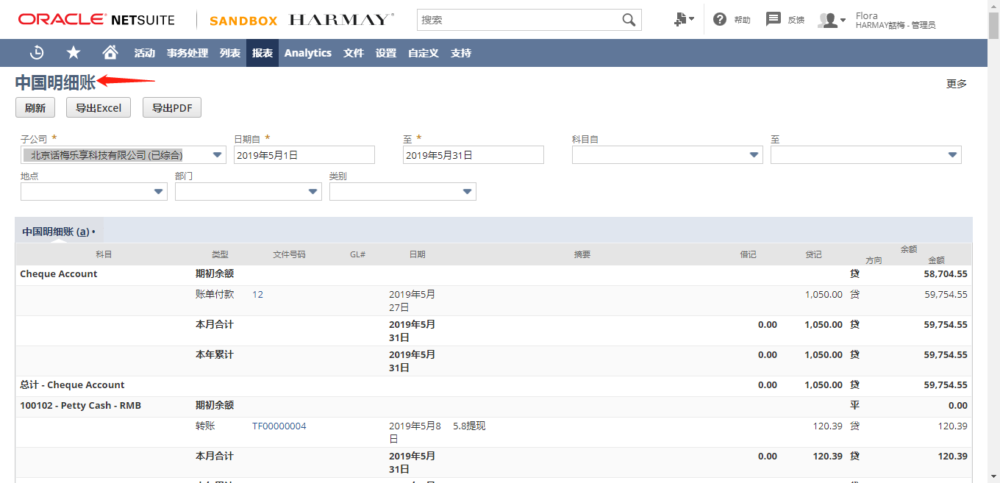 ORACLE® NETSUITE SANDBOX HARMAY® 搜索 帮助 反馈 Flora
HARMAY話梅 - 管理员
活动 事务处理 列表 报表 Analytics 文件 设置 自定义 支持
中国明细账
更多
刷新 导出Excel 导出PDF
子公司 * 日期自 * 至 * 科目自 至
北京话梅乐享科技有限公司 (已综合) 2019年5月1日 2019年5月31日
地点 部门 类别
中国明细账 (a) •
科目 类型 文件号码 GL# 日期 摘要 借记 贷记 余额
方向 金额
Cheque Account 期初余额 贷 58,704.55
账单付款 12 2019年5月 1,050.00 贷 59,754.55
27日
本月合计 2019年5月 0.00 1,050.00 贷 59,754.55
31日
本年累计 2019年5月 0.00 1,050.00 贷 59,754.55
31日
总计 - Cheque Account 0.00 1,050.00 贷 59,754.55
100102 - Petty Cash - RMB 期初余额 平 0.00
转账 TF00000004 2019年5月8 5.8提现 120.39 贷 120.39
日
本月合计 2019年5月 0.00 120.39 贷 120.39
31日